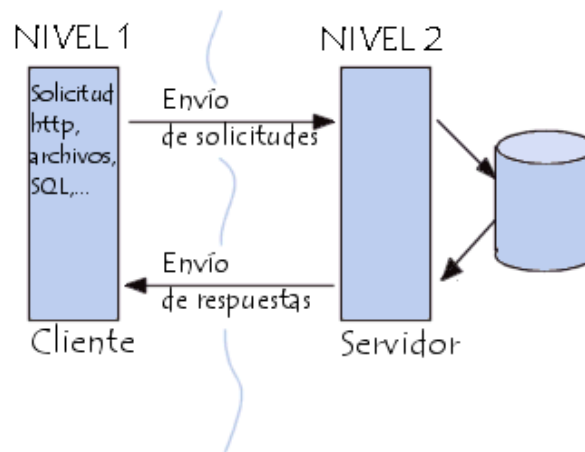 NIVEL 1
NIVEL 2
Solicitud
http,
archivos,
SQL,...
Envío
de solicitudes
Envío
de respuestas
Cliente
Servidor